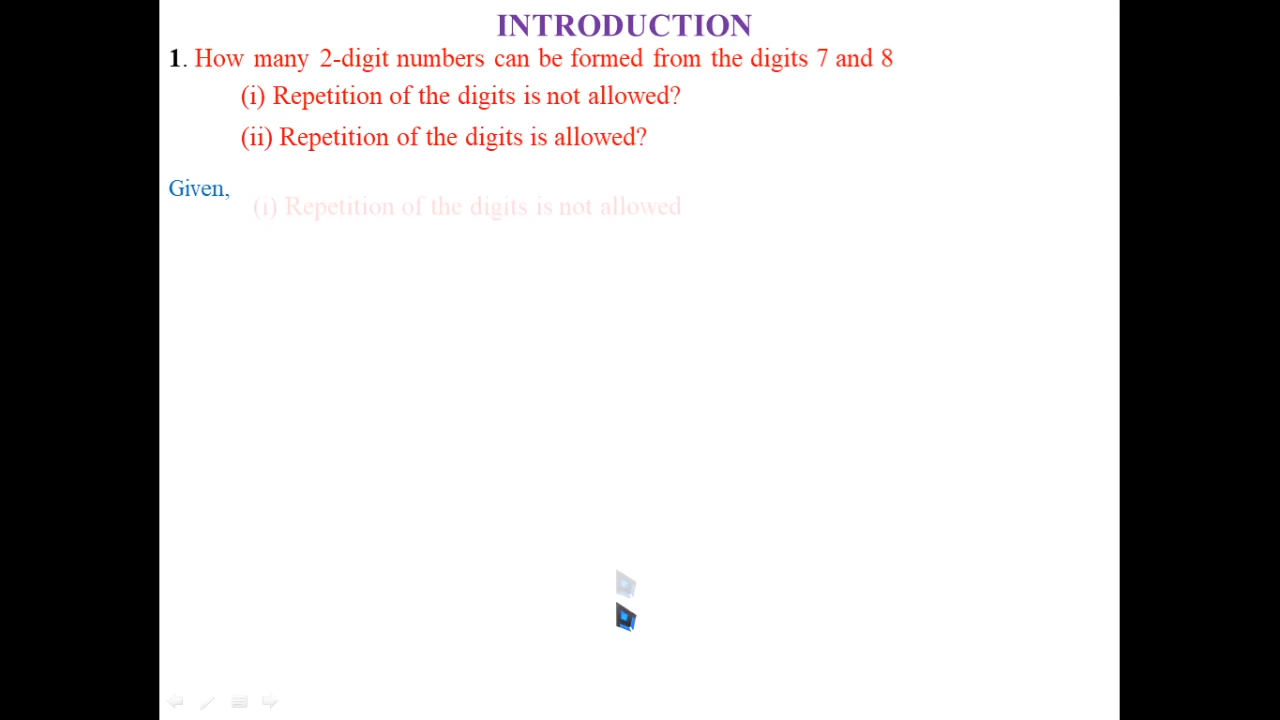 INTRODUCTION
1. How many 2-digit numbers can be formed from the digits 7 and 8
(i) Repetition of the digits is not allowed?
(ii) Repetition of the digits is allowed?
Given,
(i) Repetition of the digits is not allowed